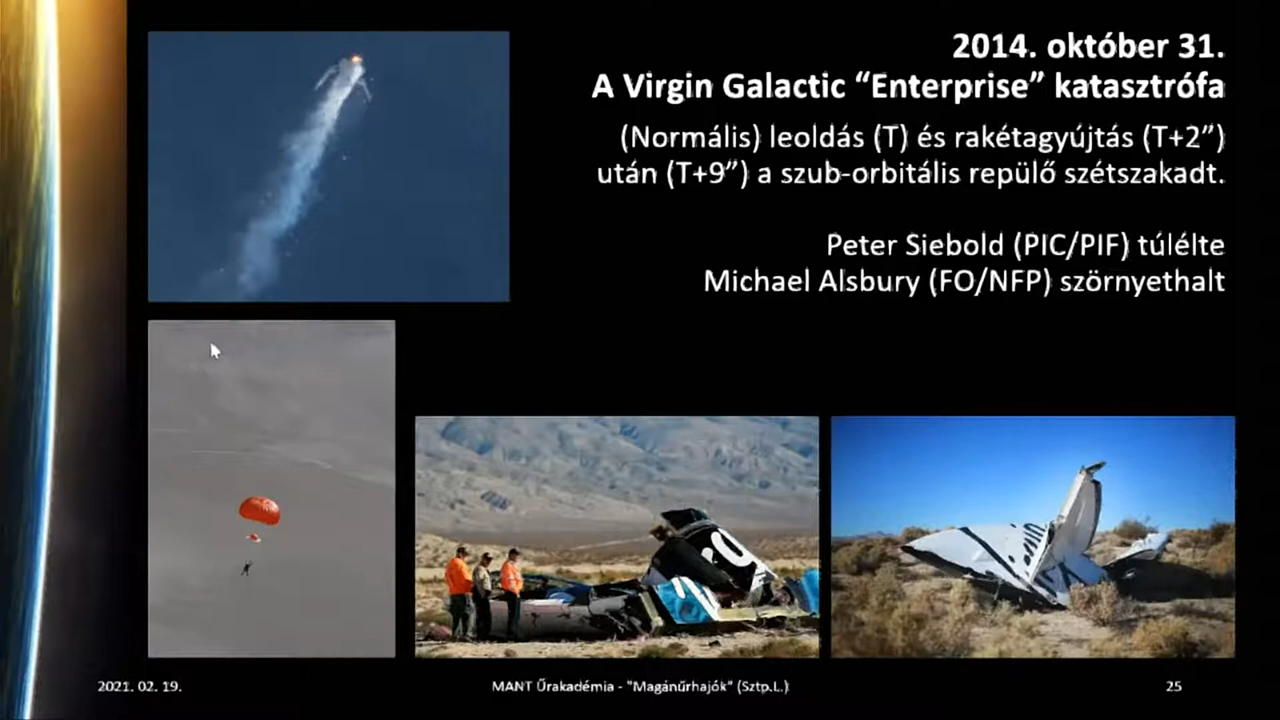 2014. október 31.
A Virgin Galactic “Enterprise” katasztrófa
(Normális) leoldás (T) és rakétagyújtás (T+2”)
után (T+9”) a szub-orbitális repülő szétszakadt.
Peter Siebold (PIC/PIF) túlélte
Michael Alsbury (FO/NFP) szörnyethalt
2021. 02. 19.
MANT Űrakadémia - "Magánűrhajók" (Sztp.L.)
25